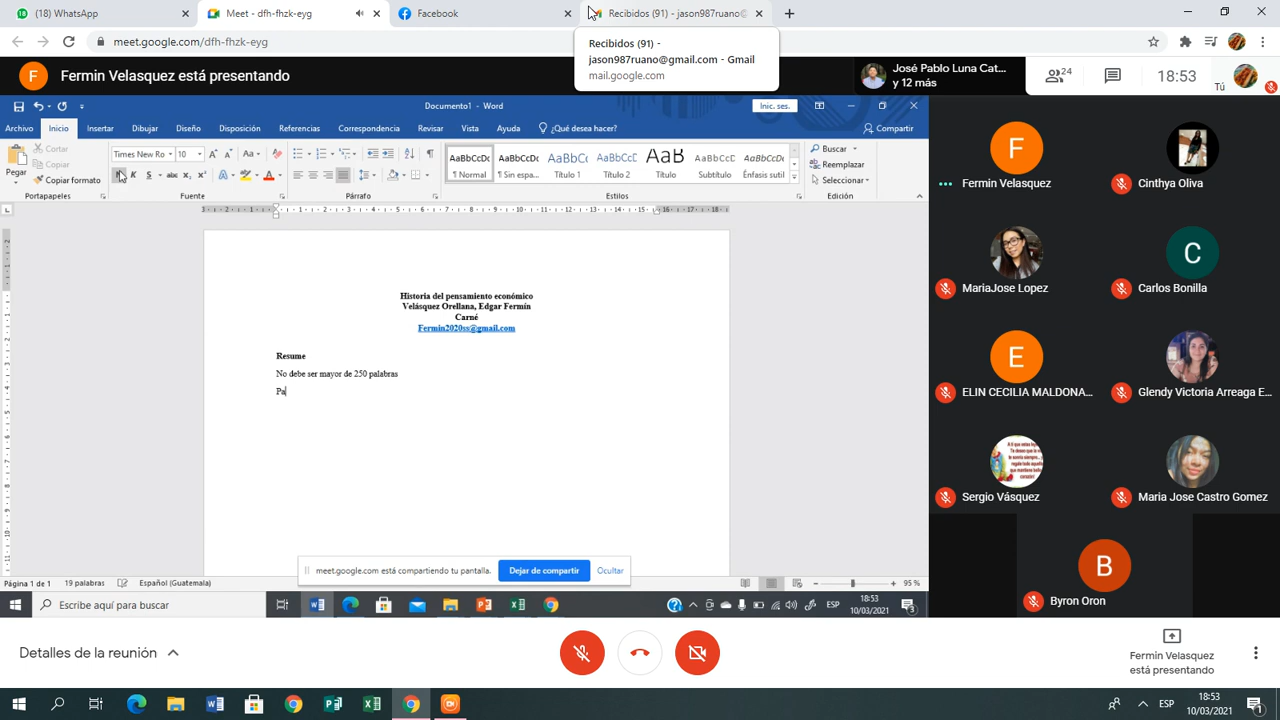 (18) WhatsApp
Meet - dfh-fhzk-eyg
Facebook
Recibidos (91) - jason987ruano@
meet.google.com/dfh-fhzk-eyg
Recibidos (91) -
jason987ruano@gmail.com - Gmail
mail.google.com
F
Fermin Velasquez está presentando
José Pablo Luna Cat...
y 12 más
24
18:53
Tú
Documento1 - Word
Inic. ses.
Archivo Inicio Insertar Dibujar Diseño Disposición Referencias Correspondencia Revisar Vista Ayuda ¿Qué desea hacer? Compartir
Pegar
Cortar
Copiar
Copiar formato
Portapapeles
Times New Ro 10
Fuente
Párrafo
AaBbCcDc AaBbCcDc AaBbCc AaBbCcD AaB AaBbCcD AaBbCcDc
¶ Normal ¶ Sin espa... Título 1 Título 2 Título Subtítulo Énfasis sutil
Estilos
Buscar
Reemplazar
Seleccionar
Edición
Historia del pensamiento económico
Velásquez Orellana, Edgar Fermín
Carné
Fermin2020ss@gmail.com
Resume
No debe ser mayor de 250 palabras
Pa
meet.google.com está compartiendo tu pantalla.
Dejar de compartir
Ocultar
Página 1 de 1 19 palabras Español (Guatemala) 95 %
Escribe aquí para buscar
ESP
18:53
10/03/2021
3
F
Fermin Velasquez
Cinthya Oliva
MariaJose Lopez
C
Carlos Bonilla
E
ELIN CECILIA MALDONA...
Glendy Victoria Arreaga E...
Sergio Vásquez
Maria Jose Castro Gomez
B
Byron Oron
Detalles de la reunión
Fermin Velasquez
está presentando
ESP
18:53
10/03/2021
1